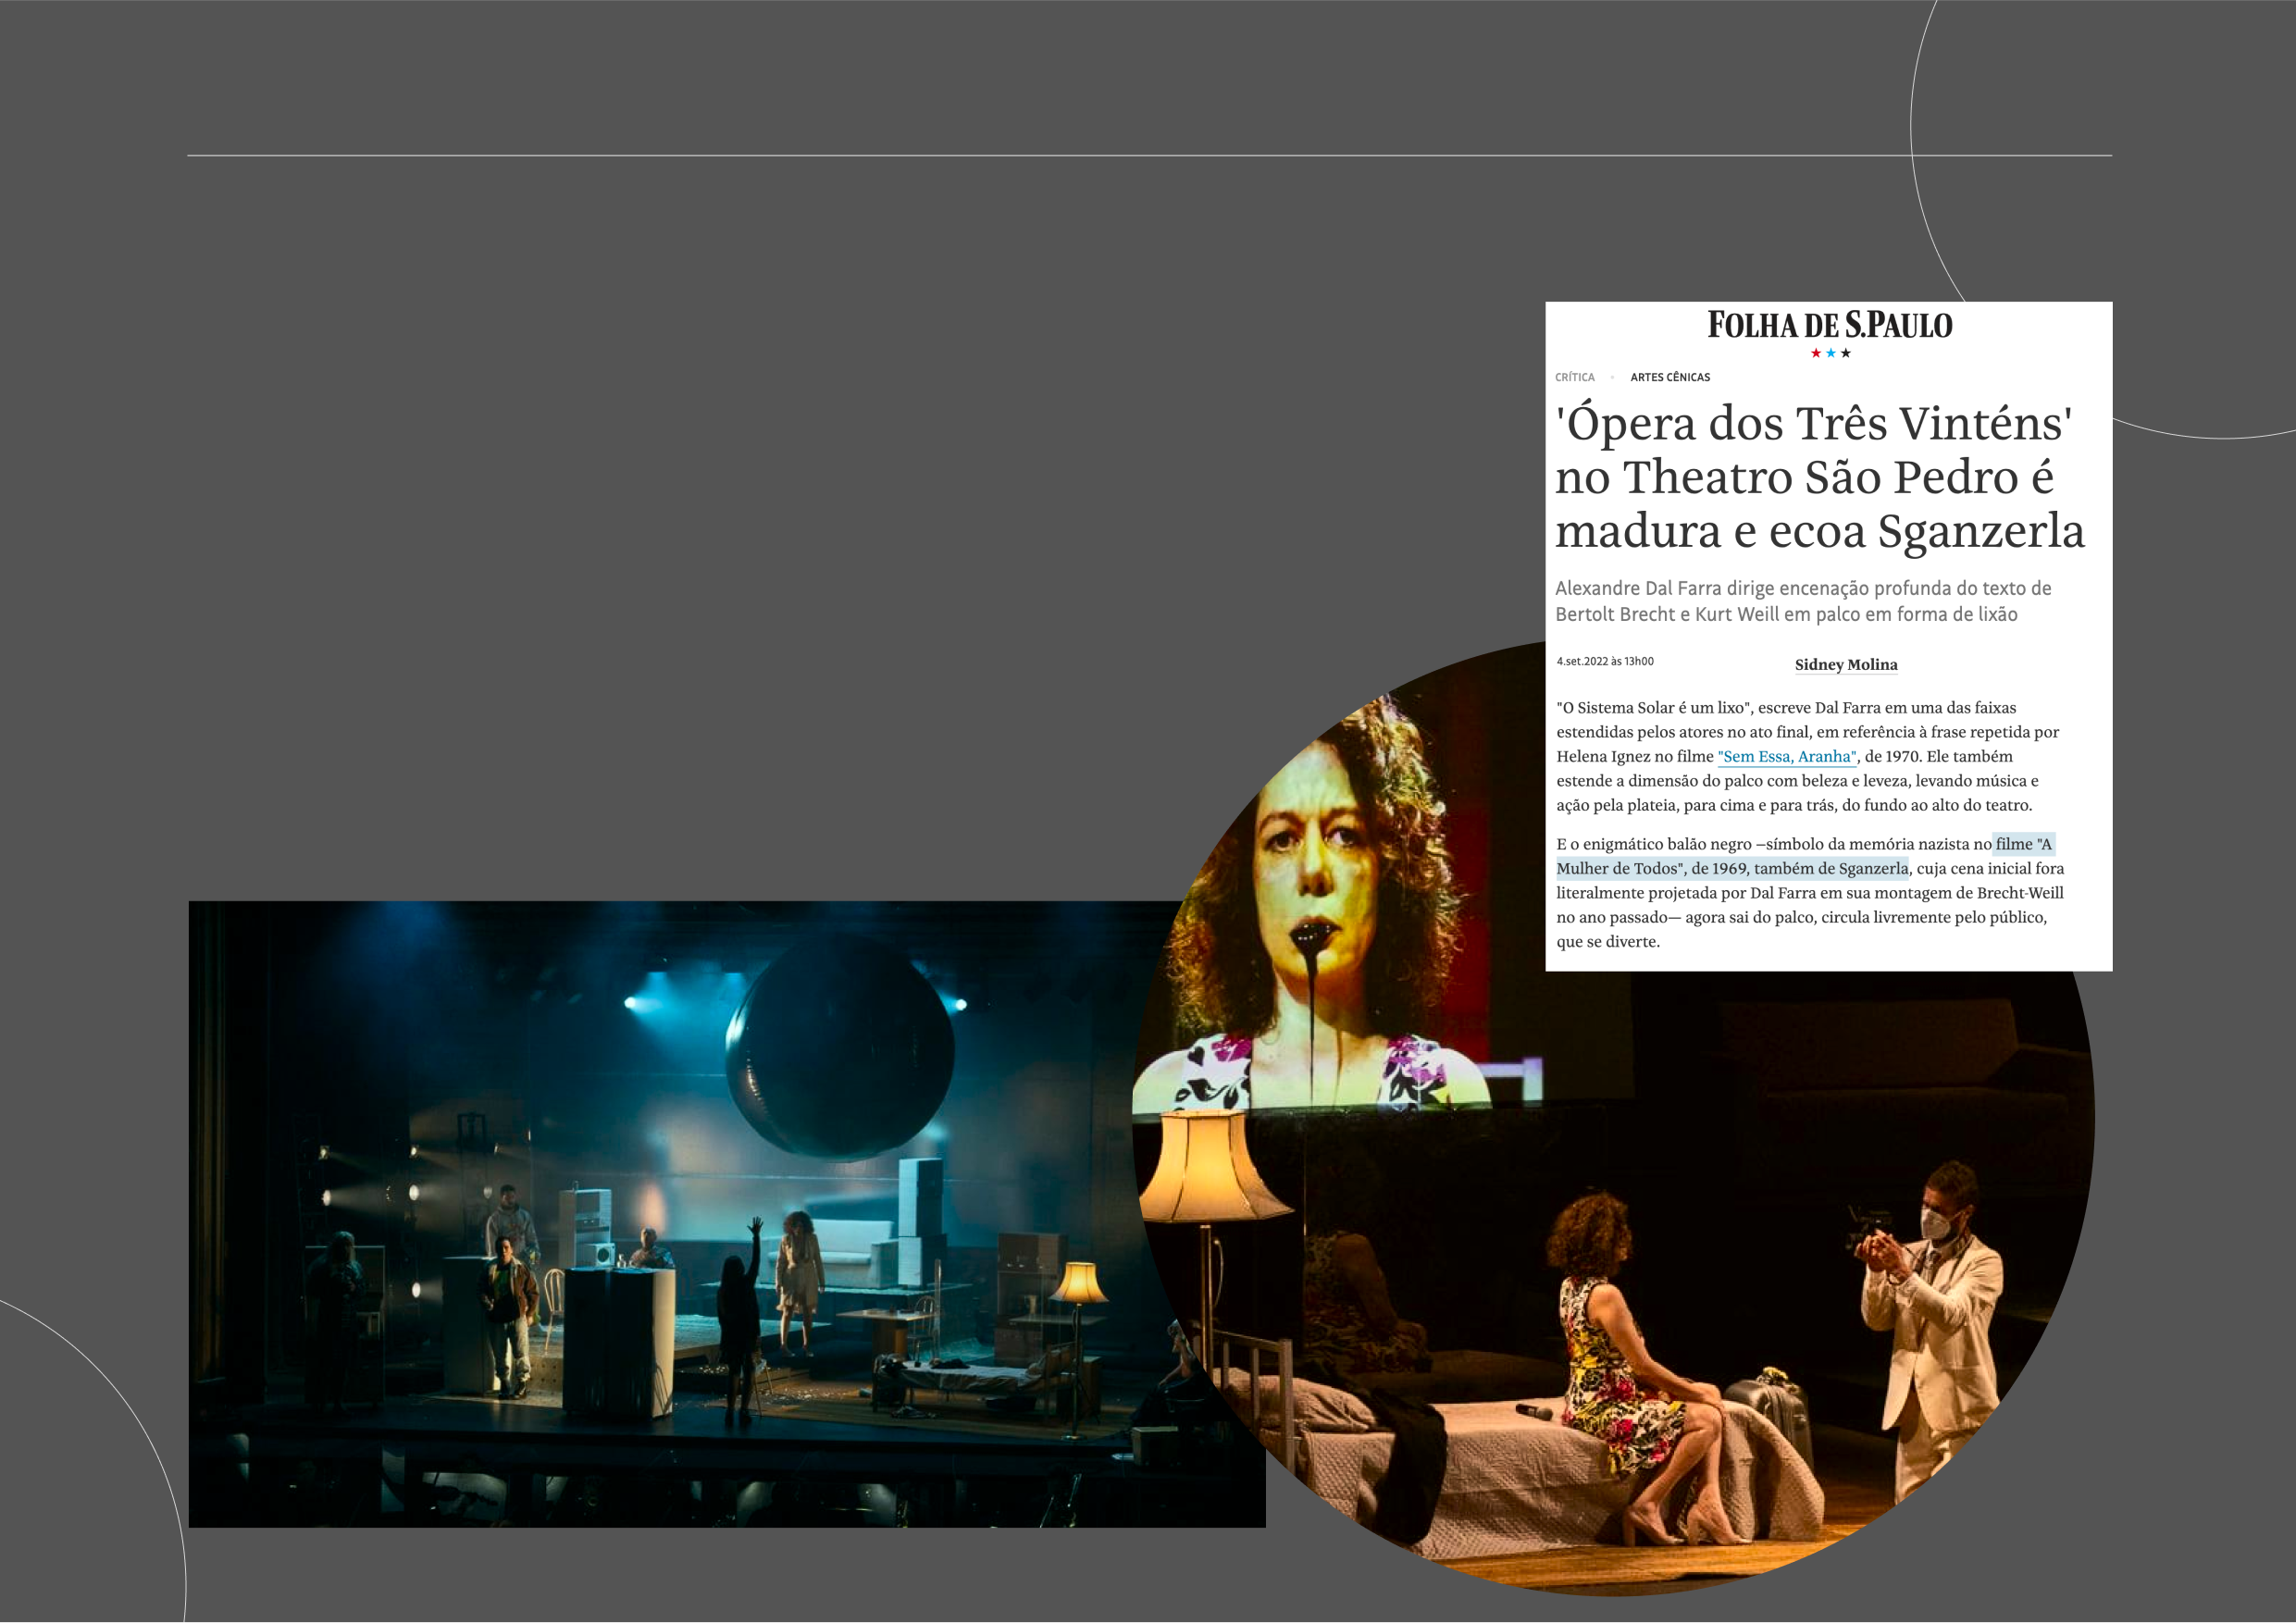 FOLHA DE S.PAULO
CRÍTICA • ARTES CÊNICAS
'Ópera dos Três Vinténs'
no Theatro São Pedro é
madura e ecoa Sganzerla
Alexandre Dal Farra dirige encenação profunda do texto de
Bertolt Brecht e Kurt Weill em palco em forma de lixão
4.set.2022 às 13h00
Sidney Molina
"O Sistema Solar é um lixo", escreve Dal Farra em uma das faixas
estendidas pelos atores no ato final, em referência à frase repetida por
Helena Ignez no filme "Sem Essa, Aranha", de 1970. Ele também
estende a dimensão do palco com beleza e leveza, levando música e
ação pela plateia, para cima e para trás, do fundo ao alto do teatro.
E o enigmático balão negro —símbolo da memória nazista no filme "A
Mulher de Todos", de 1969, também de Sganzerla, cuja cena inicial fora
literalmente projetada por Dal Farra em sua montagem de Brecht-Weill
no ano passado— agora sai do palco, circula livremente pelo público,
que se diverte.